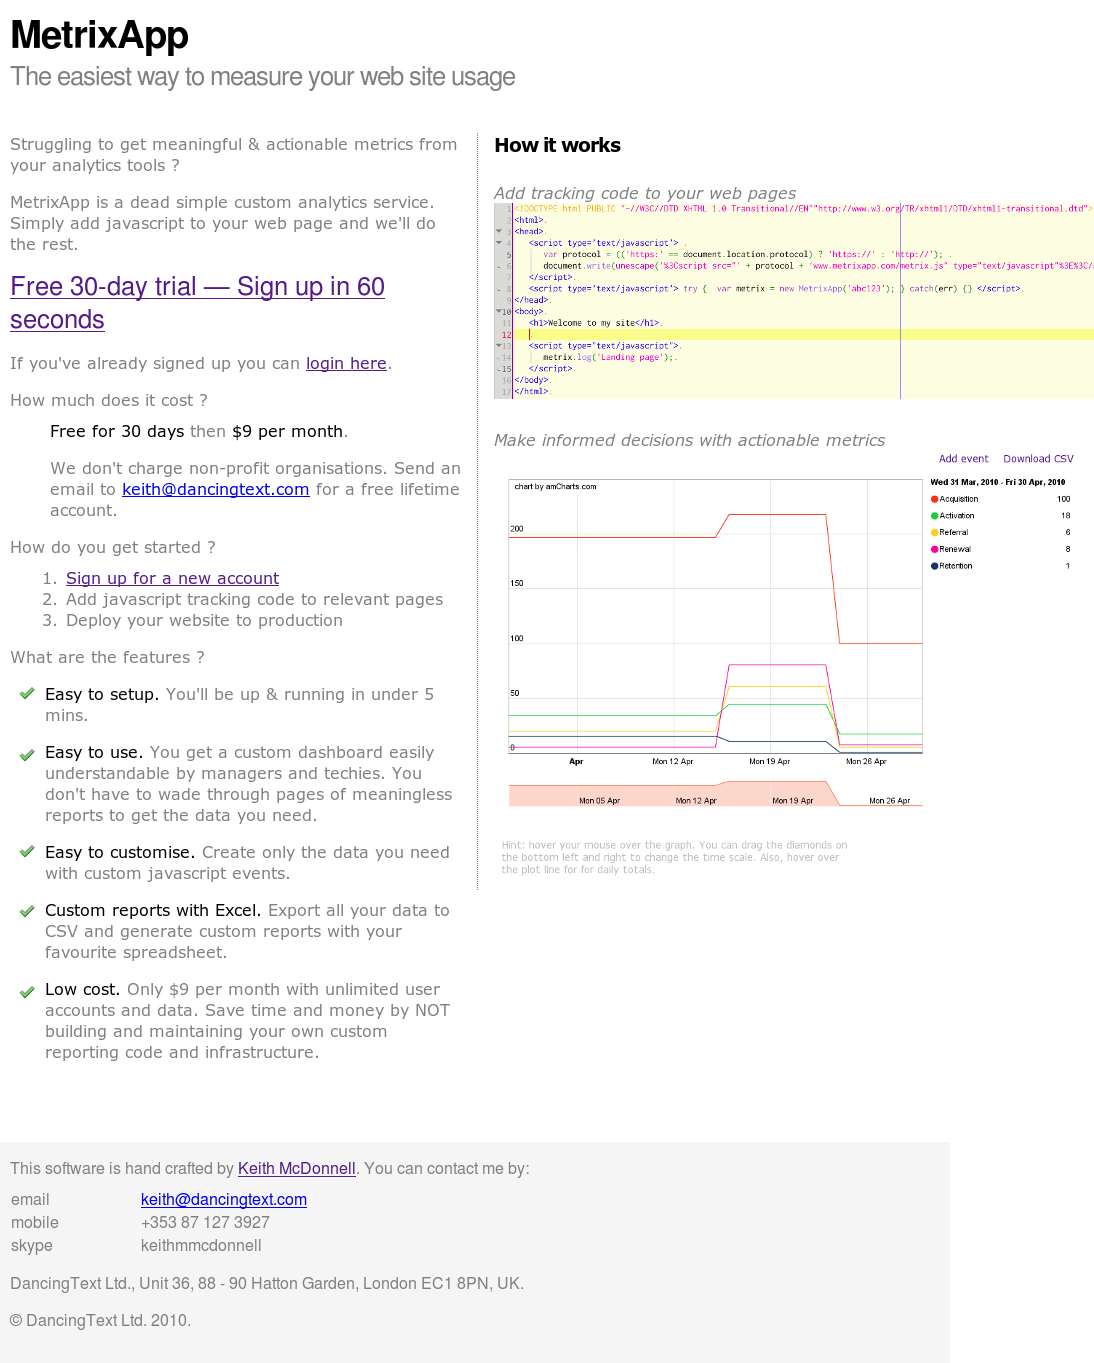 MetrixApp
The easiest way to measure your web site usage
Struggling to get meaningful & actionable metrics from
your analytics tools ?
MetrixApp is a dead simple custom analytics service.
Simply add javascript to your web page and we'll do
the rest.
Free 30-day trial — Sign up in 60
seconds
If you've already signed up you can login here.
How much does it cost ?
Free for 30 days then $9 per month.
We don't charge non-profit organisations. Send an
email to keith@dancingtext.com for a free lifetime
account.
How do you get started ?
1. Sign up for a new account
2. Add javascript tracking code to relevant pages
3. Deploy your website to production
What are the features ?
Easy to setup. You'll be up & running in under 5
mins.
Easy to use. You get a custom dashboard easily
understandable by managers and techies. You
don't have to wade through pages of meaningless
reports to get the data you need.
Easy to customise. Create only the data you need
with custom javascript events.
Custom reports with Excel. Export all your data to
CSV and generate custom reports with your
favourite spreadsheet.
Low cost. Only $9 per month with unlimited user
accounts and data. Save time and money by NOT
building and maintaining your own custom
reporting code and infrastructure.
How it works
Add tracking code to your web pages
1 <!DOCTYPE html PUBLIC "-//W3C//DTD XHTML 1.0 Transitional//EN""http://www.w3.org/TR/xhtml1/DTD/xhtml1-transitional.dtd">
2 <html>.
3 <head>.
4 <script type='text/javascript'> .
5 var protocol = (('https:' == document.location.protocol) ? 'https://' : 'http://'); .
6 document.write(unescape('%3Cscript src="' + protocol + 'www.metrixapp.com/metrix.js" type="text/javascript"%3E%3C/s
7 </script>.
8 <script type='text/javascript'> try { var metrix = new MetrixApp('abc123'); } catch(err) {} </script>.
9 </head>.
10 <body>.
11 <h1>Welcome to my site</h1>.
12
13 <script type="text/javascript">.
14 metrix.log('Landing page');.
15 </script>.
16 </body>.
17 </html>.
Make informed decisions with actionable metrics
Add event Download CSV
chart by amCharts.com
200
150
100
50
0
Apr Mon 12 Apr Mon 19 Apr Mon 26 Apr
Mon 05 Apr Mon 12 Apr Mon 19 Apr Mon 26 Apr
Wed 31 Mar, 2010 - Fri 30 Apr, 2010
Acquisition 100
Activation 18
Referral 6
Renewal 8
Retention 1
Hint: hover your mouse over the graph. You can drag the diamonds on
the bottom left and right to change the time scale. Also, hover over
the plot line for for daily totals.
This software is hand crafted by Keith McDonnell. You can contact me by:
email keith@dancingtext.com
mobile +353 87 127 3927
skype keithmmcdonnell
DancingText Ltd., Unit 36, 88 - 90 Hatton Garden, London EC1 8PN, UK.
© DancingText Ltd. 2010.